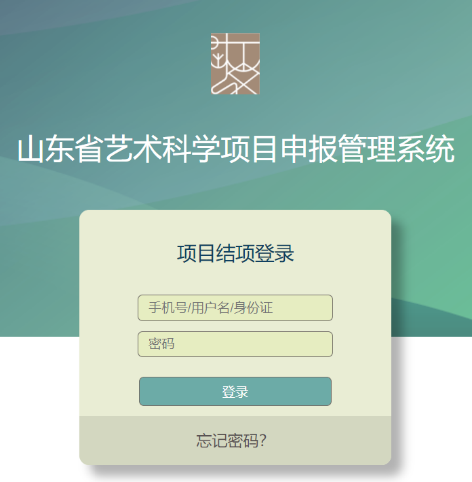 山东省艺术科学项目申报管理系统
项目结项登录
手机号/用户名/身份证
密码
登录
忘记密码?